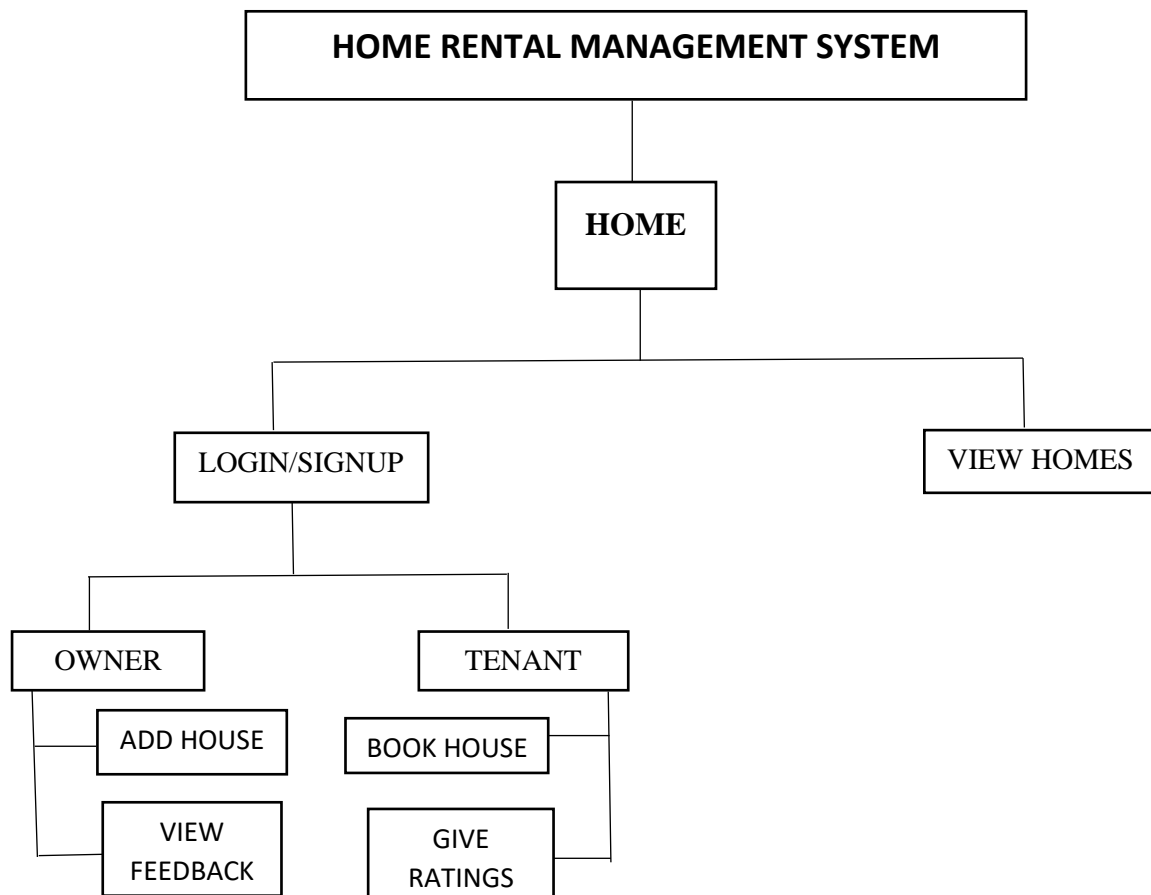 HOME RENTAL MANAGEMENT SYSTEM
HOME
LOGIN/SIGNUP
VIEW HOMES
OWNER
TENANT
ADD HOUSE
BOOK HOUSE
VIEW
FEEDBACK
GIVE
RATINGS